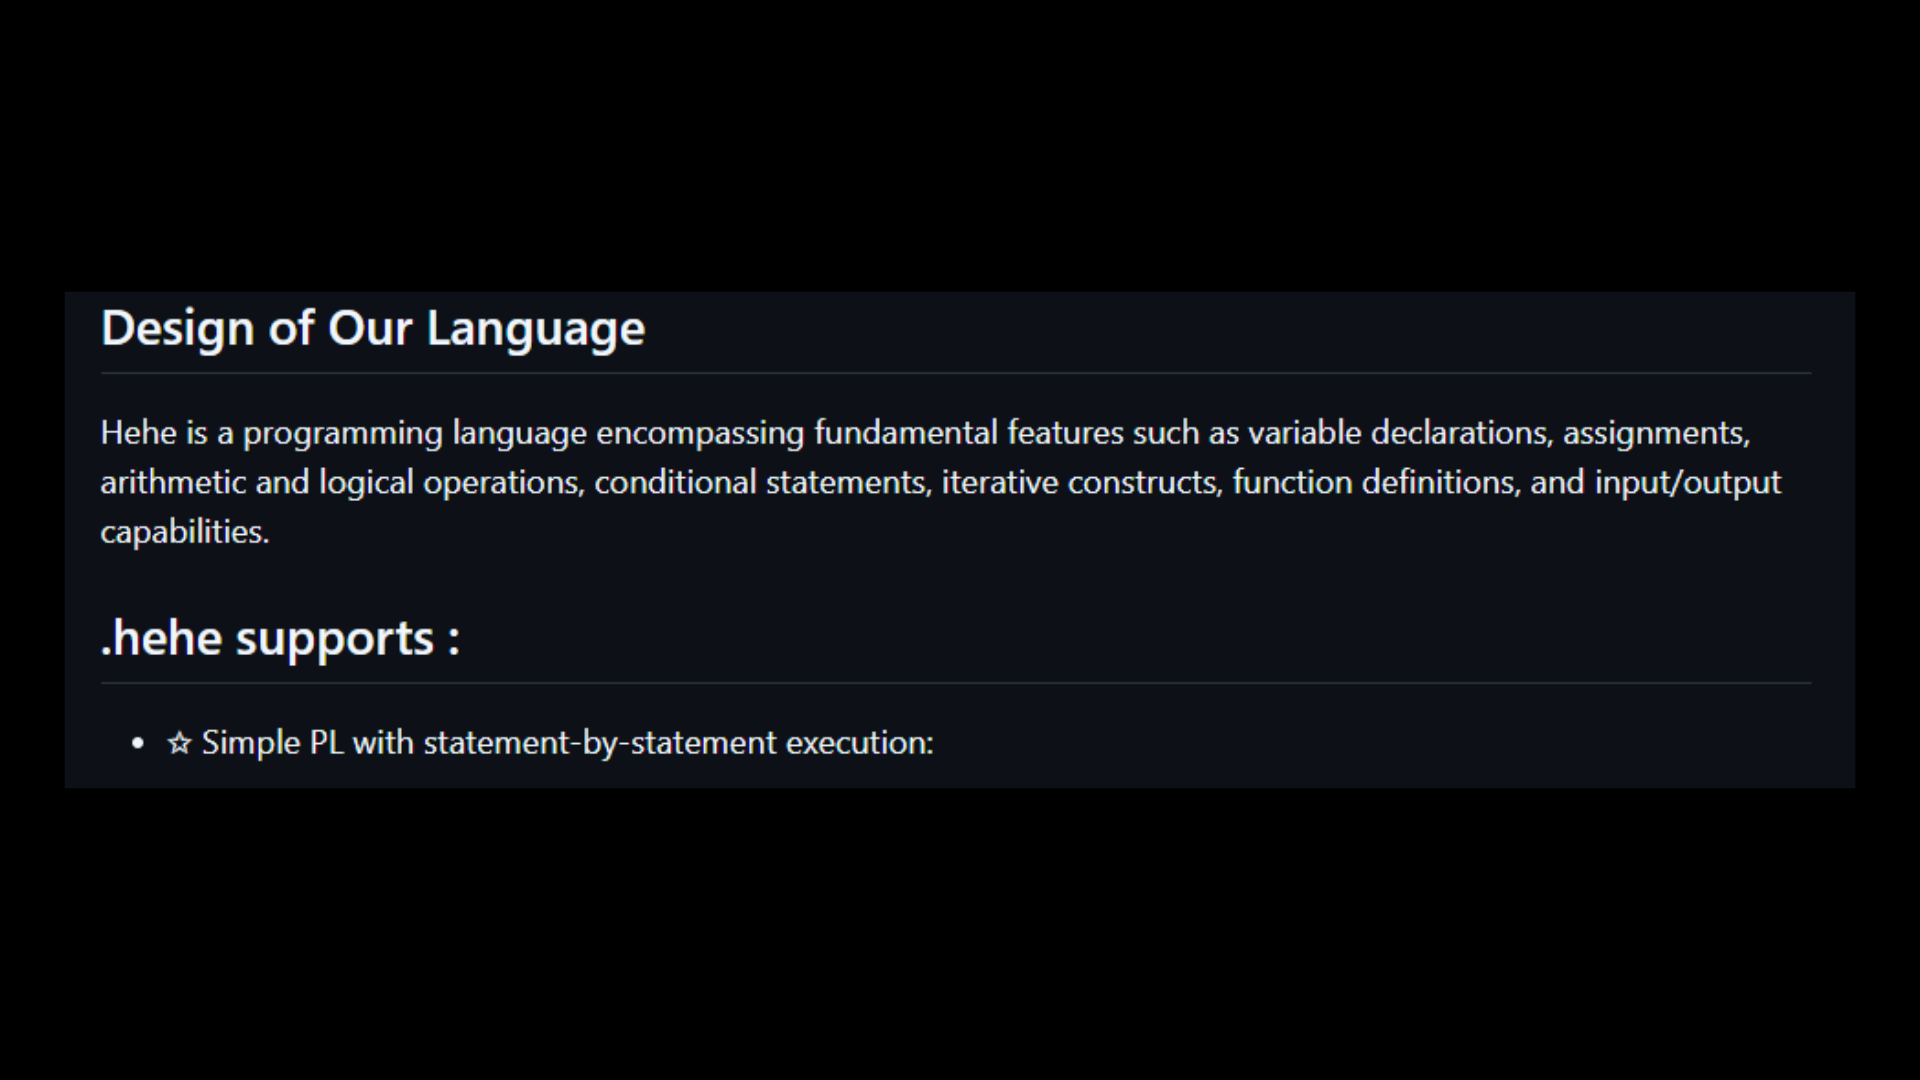 Design of Our Language
Hehe is a programming language encompassing fundamental features such as variable declarations, assignments,
arithmetic and logical operations, conditional statements, iterative constructs, function definitions, and input/output
capabilities.
.hehe supports :
• ☆ Simple PL with statement-by-statement execution: